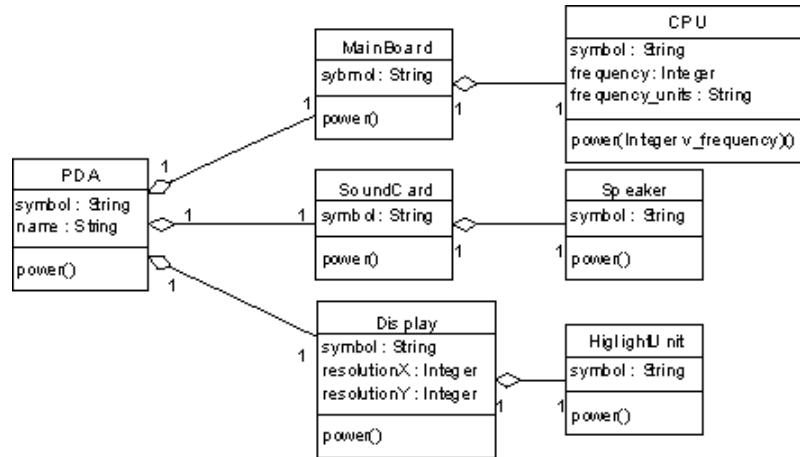 PDA
symbol : String
name : String
power()
1
1
1
1
1
1
MainBoard
sybmol : String
power()
1
1
CPU
symbol : String
frequency : Integer
frequency_units : String
power(Integer v_frequency)()
SoundCard
symbol : String
power()
1
1
Speaker
symbol : String
power()
Display
symbol : String
resolutionX : Integer
resolutionY : Integer
power()
1
1
HiglightUnit
symbol : String
power()